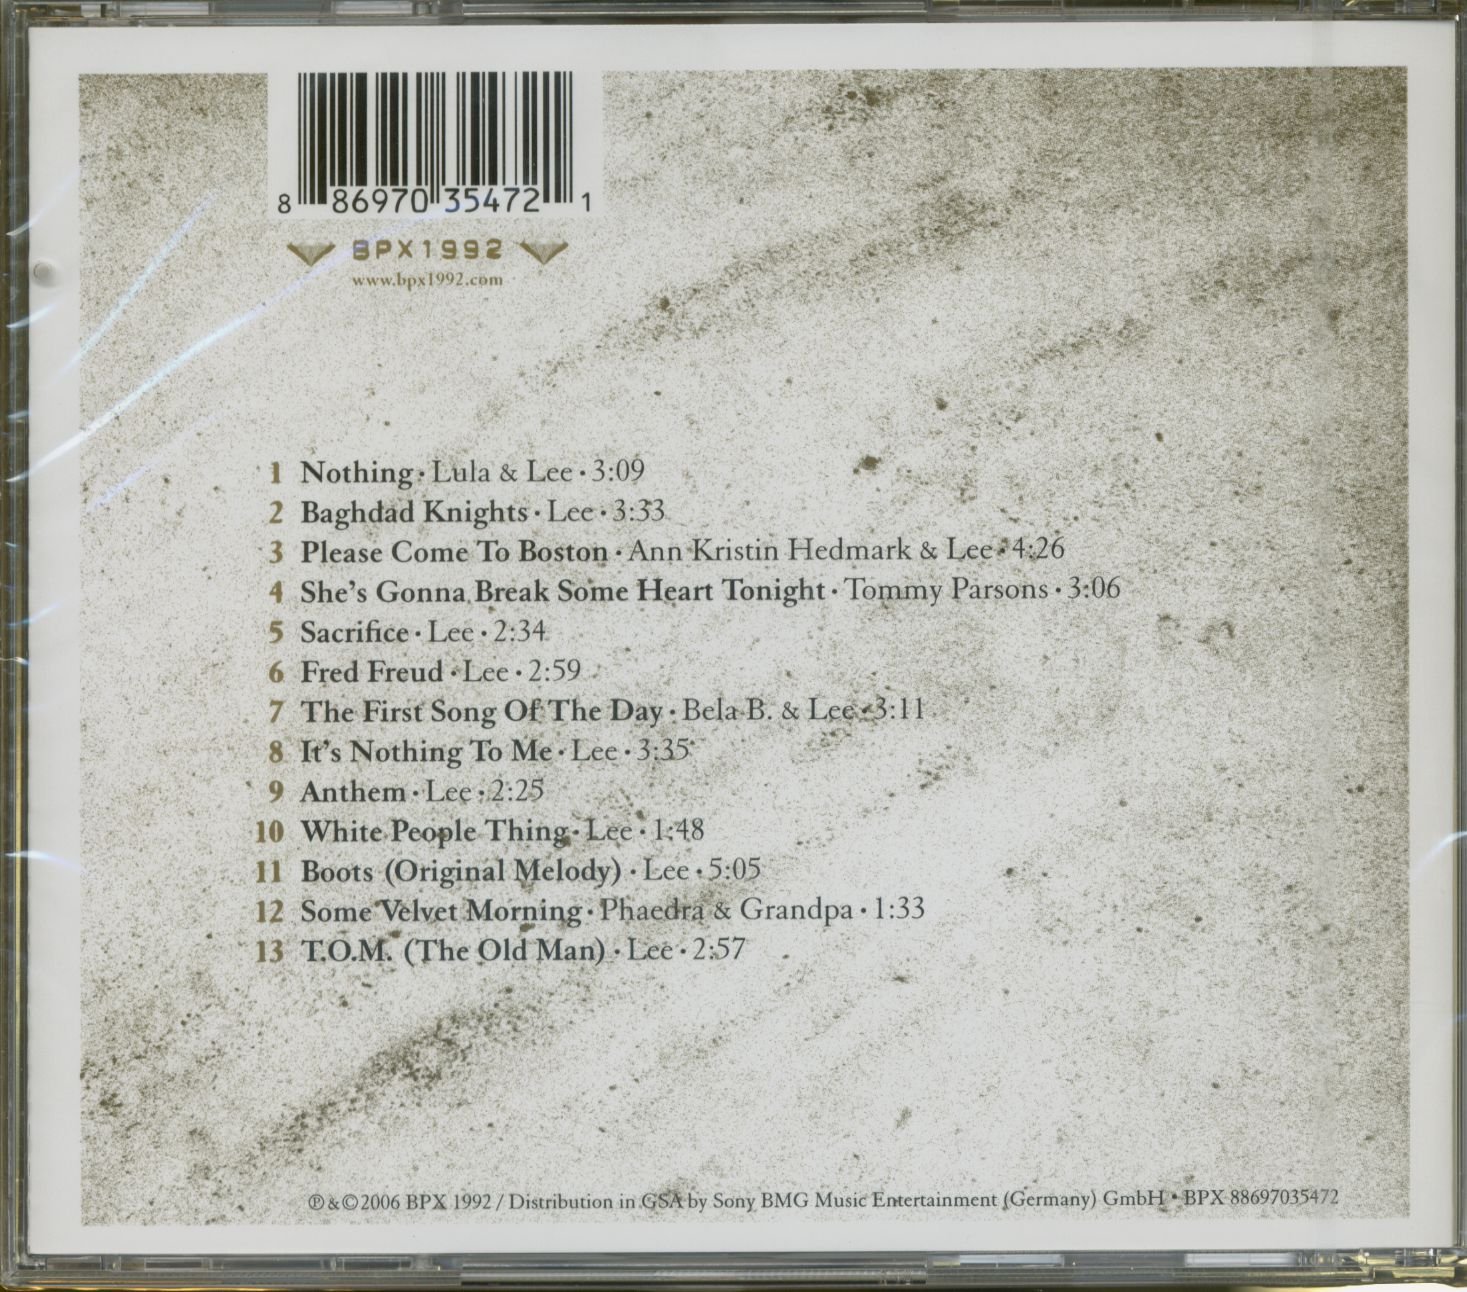 8 86970 35472 1
BPX1992
www.bpx1992.com
1 Nothing · Lula & Lee · 3:09
2 Baghdad Knights · Lee · 3:33
3 Please Come To Boston · Ann Kristin Hedmark & Lee · 4:26
4 She's Gonna Break Some Heart Tonight · Tommy Parsons · 3:06
5 Sacrifice · Lee · 2:34
6 Fred Freud · Lee · 2:59
7 The First Song Of The Day · Bela B. & Lee · 3:11
8 It's Nothing To Me · Lee · 3:35
9 Anthem · Lee · 2:25
10 White People Thing · Lee · 1:48
11 Boots (Original Melody) · Lee · 5:05
12 Some Velvet Morning · Phaedra & Grandpa · 1:33
13 T.O.M. (The Old Man) · Lee · 2:57
℗&©2006 BPX 1992 / Distribution in GSA by Sony BMG Music Entertainment (Germany) GmbH · BPX 88697035472